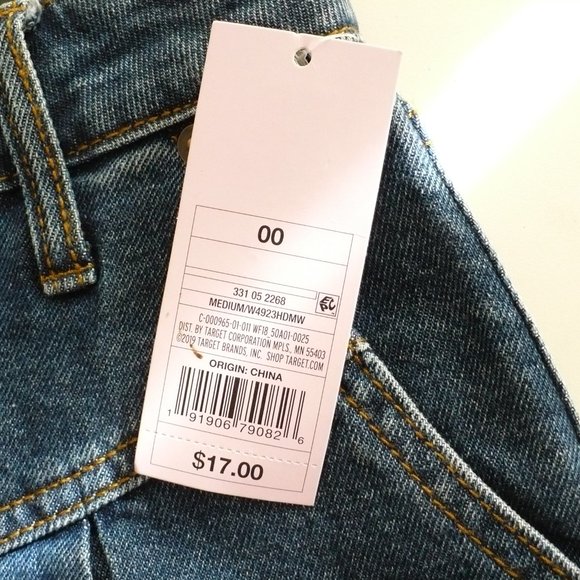 00
331 05 2268
MEDIUM/W4923HDMW
C-000965-01-011 WF18_50A01-0025
DIST. BY TARGET CORPORATION MPLS, MN 55403
©2019 TARGET BRANDS, INC. SHOP TARGET.COM
ORIGIN: CHINA
1 91906 79082 6
$17.00